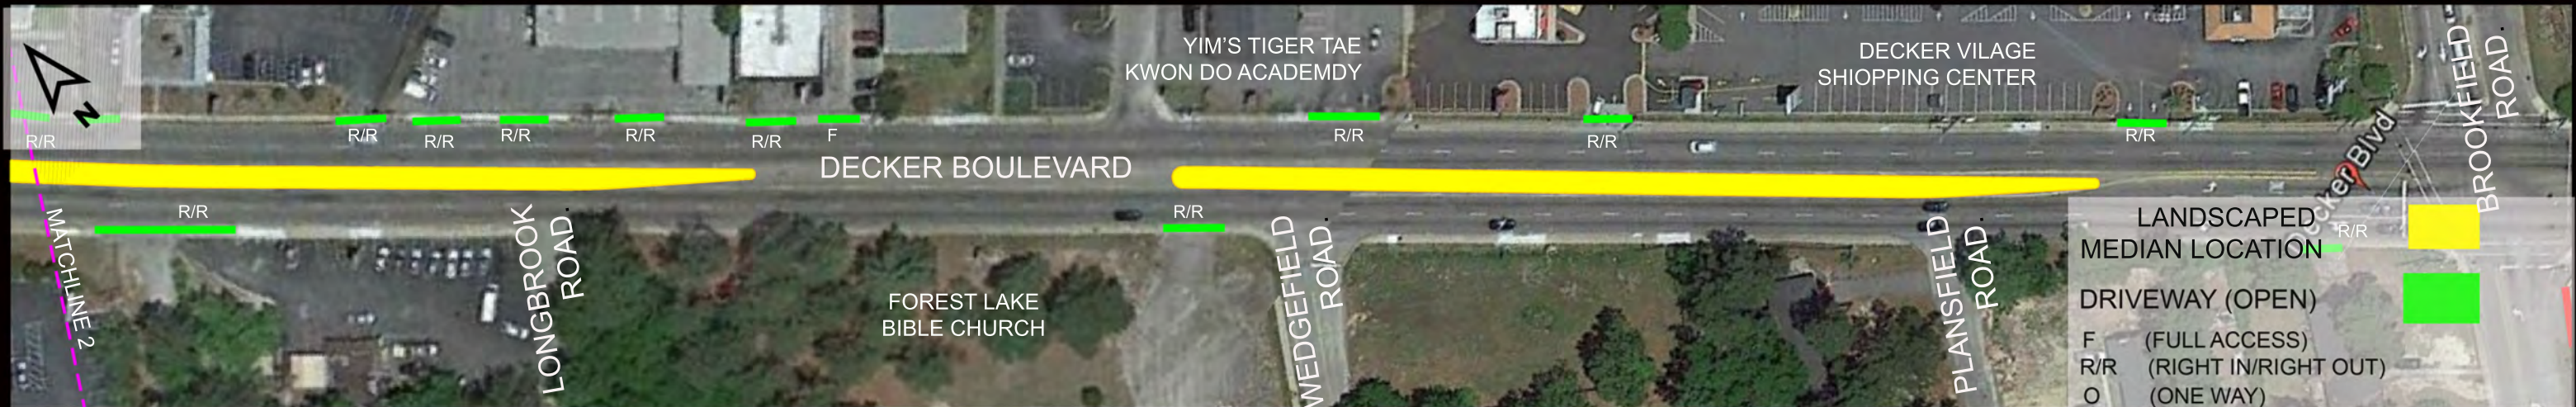 N
YIM'S TIGER TAE
KWON DO ACADEMDY
DECKER VILAGE
SHIOPPING CENTER
BROOKFIELD
ROAD
R/R
R/R
R/R
R/R
R/R
R/R
F
R/R
R/R
R/R
DECKER BOULEVARD
Decker Blvd
Decker Blvd
MATCHLINE 2
R/R
LONGBROOK
ROAD
FOREST LAKE
BIBLE CHURCH
R/R
WEDGEFIELD
ROAD
PLANSFIELD
ROAD
R/R
LANDSCAPED
MEDIAN LOCATION
DRIVEWAY (OPEN)
F (FULL ACCESS)
R/R (RIGHT IN/RIGHT OUT)
O (ONE WAY)